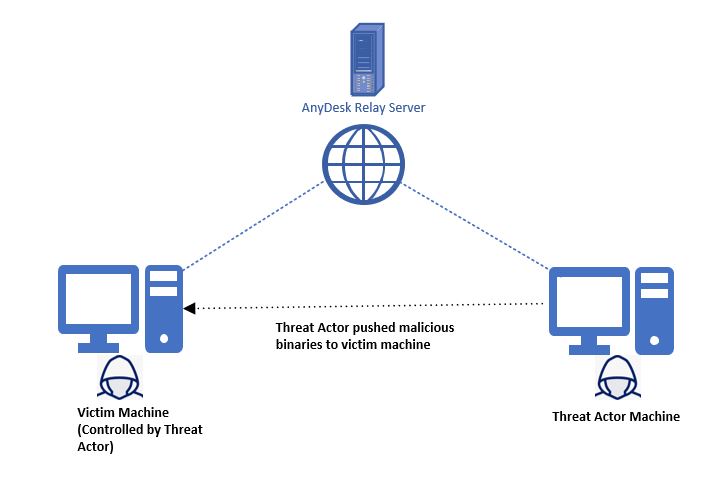 AnyDesk Relay Server
Threat Actor pushed malicious
binaries to victim machine
Victim Machine
(Controlled by Threat
Actor)
Threat Actor Machine